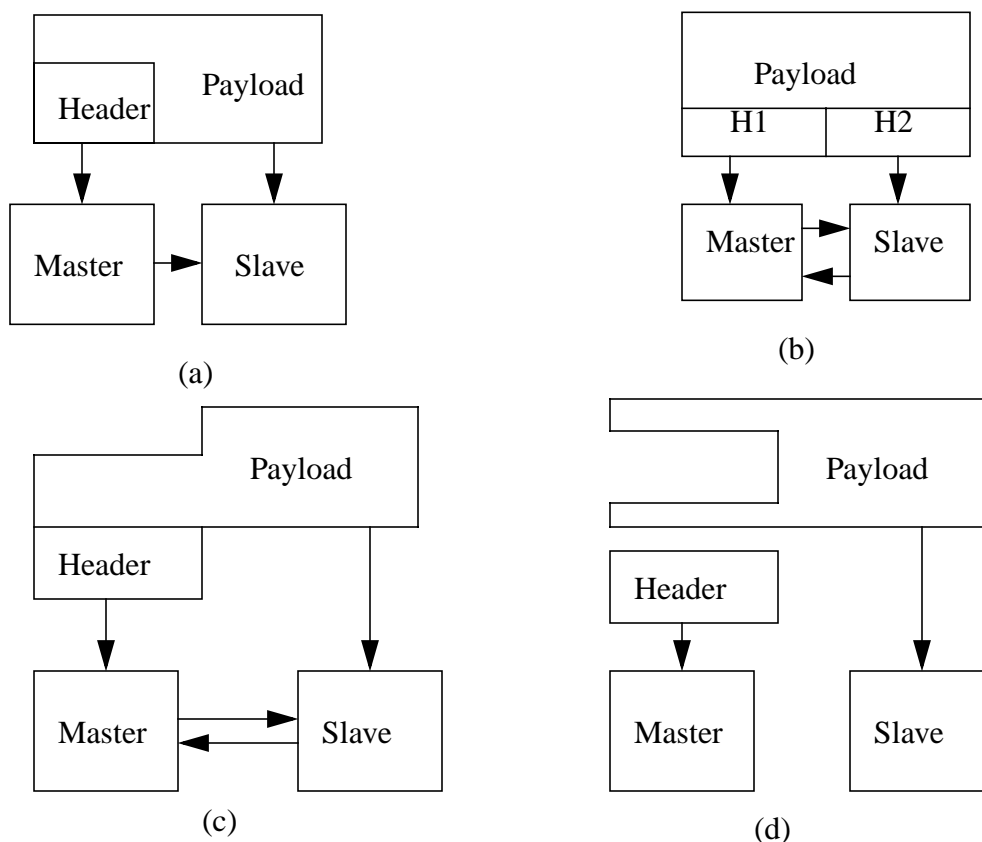 Payload
Header
Master
Slave
(a)
Payload
H1
H2
Master
Slave
(b)
Payload
Header
Master
Slave
(c)
Payload
Header
Master
Slave
(d)